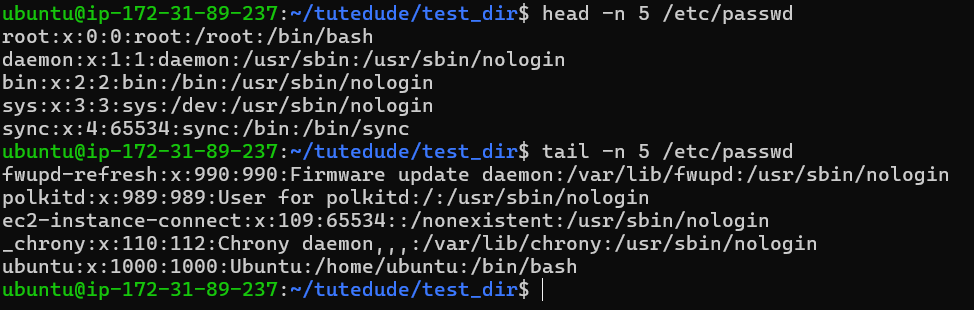 ubuntu@ip-172-31-89-237:~/tutedude/test_dir$ head -n 5 /etc/passwd
root:x:0:0:root:/root:/bin/bash
daemon:x:1:1:daemon:/usr/sbin:/usr/sbin/nologin
bin:x:2:2:bin:/bin:/usr/sbin/nologin
sys:x:3:3:sys:/dev:/usr/sbin/nologin
sync:x:4:65534:sync:/bin:/bin/sync
ubuntu@ip-172-31-89-237:~/tutedude/test_dir$ tail -n 5 /etc/passwd
fwupd-refresh:x:990:990:Firmware update daemon:/var/lib/fwupd:/usr/sbin/nologin
polkitd:x:989:989:User for polkitd:/:/usr/sbin/nologin
ec2-instance-connect:x:109:65534::/nonexistent:/usr/sbin/nologin
_chrony:x:110:112:Chrony daemon,,,:/var/lib/chrony:/usr/sbin/nologin
ubuntu:x:1000:1000:Ubuntu:/home/ubuntu:/bin/bash
ubuntu@ip-172-31-89-237:~/tutedude/test_dir$